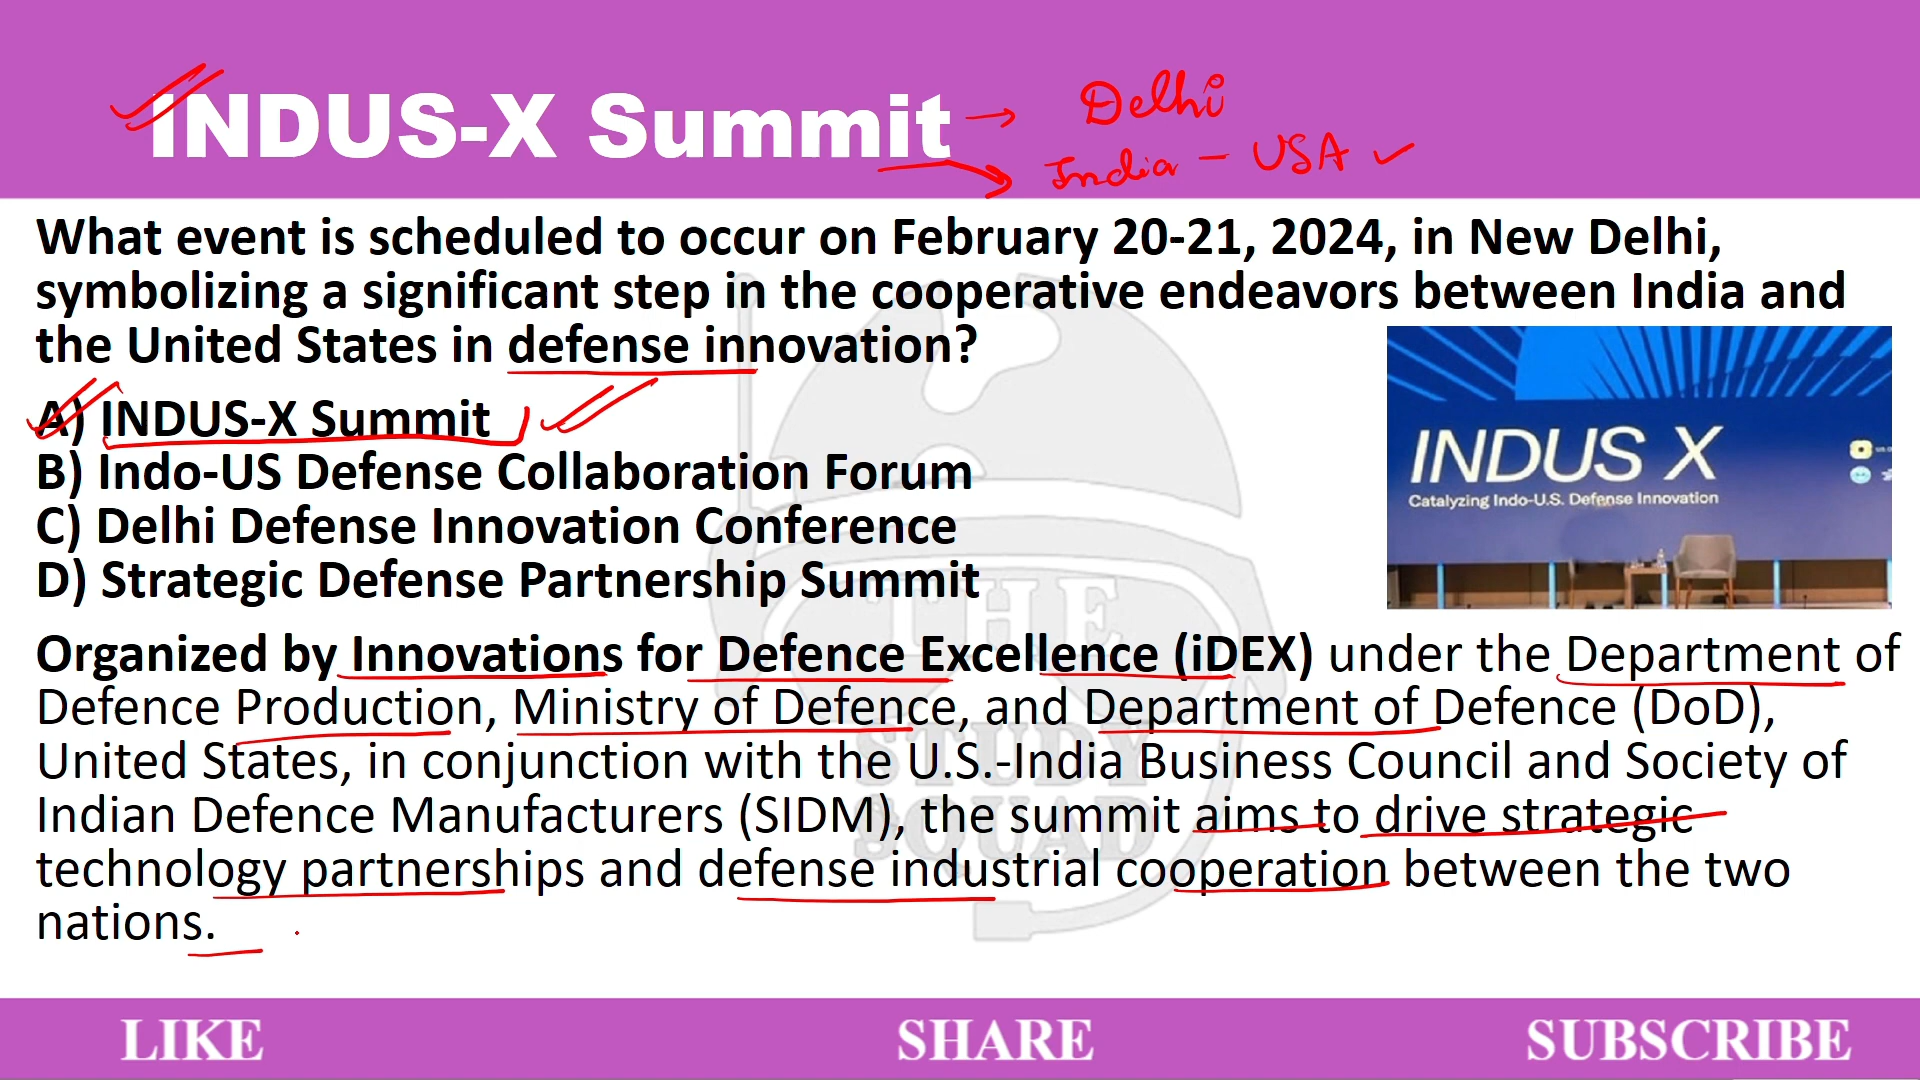 INDUS-X Summit → Delhi
→ India - USA ✓
What event is scheduled to occur on February 20-21, 2024, in New Delhi,
symbolizing a significant step in the cooperative endeavors between India and
the United States in defense innovation?
A) INDUS-X Summit
B) Indo-US Defense Collaboration Forum
C) Delhi Defense Innovation Conference
D) Strategic Defense Partnership Summit
INDUS X
Catalyzing Indo-U.S. Defense Innovation
Organized by Innovations for Defence Excellence (iDEX) under the Department of
Defence Production, Ministry of Defence, and Department of Defence (DoD),
United States, in conjunction with the U.S.-India Business Council and Society of
Indian Defence Manufacturers (SIDM), the summit aims to drive strategic
technology partnerships and defense industrial cooperation between the two
nations.
THE
STUDY
SQUAD
LIKE SHARE SUBSCRIBE